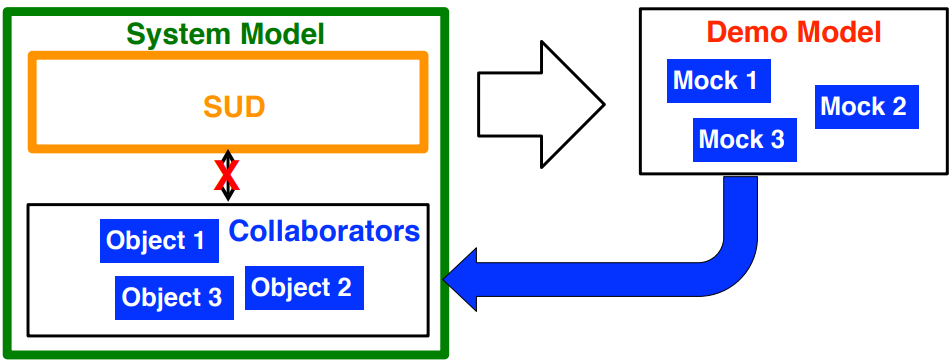 System Model
SUD
X
Collaborators
Object 1
Object 2
Object 3
Demo Model
Mock 1
Mock 2
Mock 3